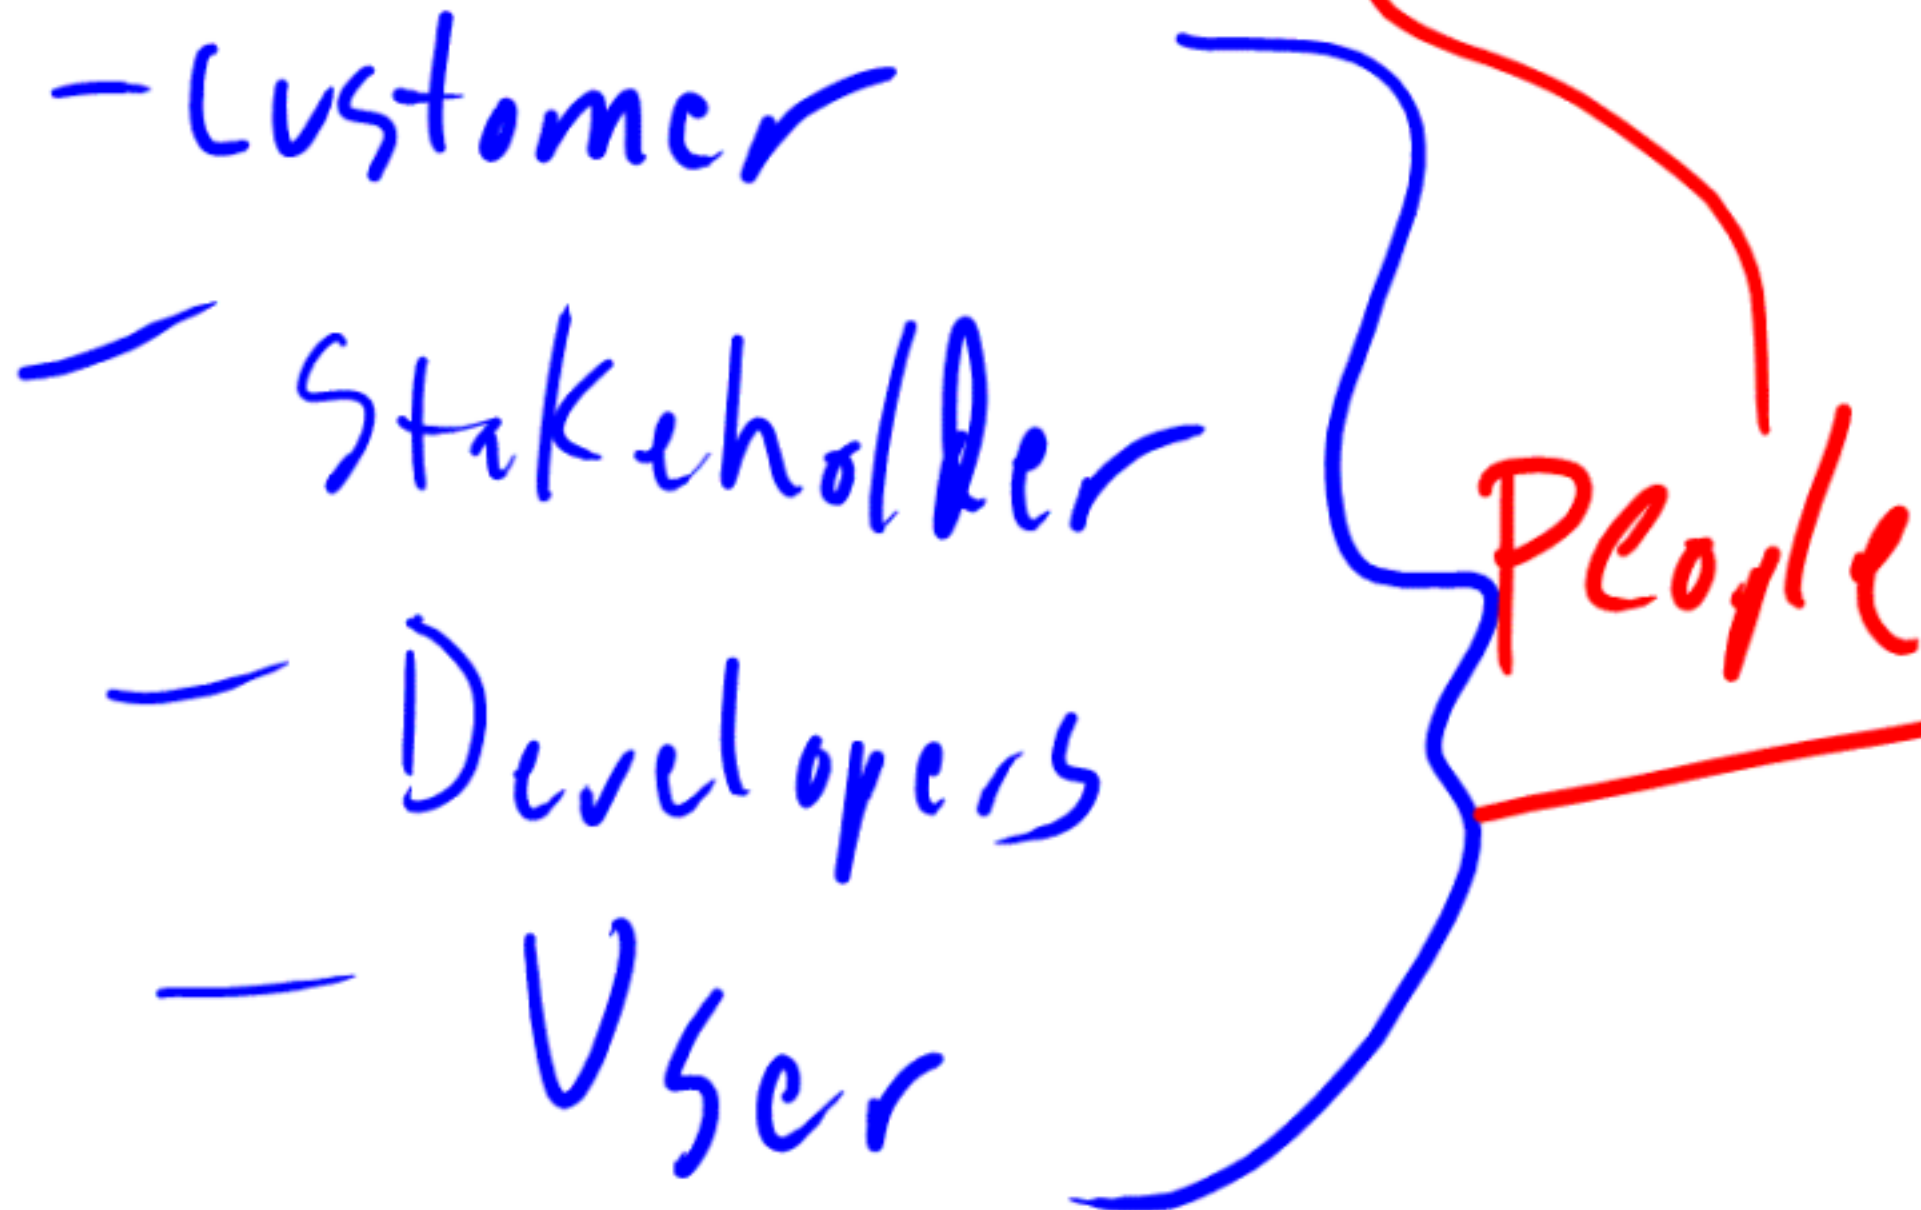 - Customer
- Stakeholder
People
- Developers
- User